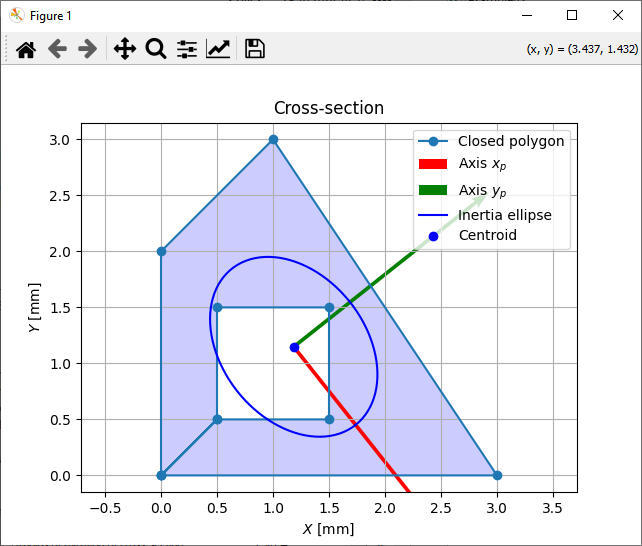 Figure 1
(x, y) = (3.437, 1.432)
Cross-section
Closed polygon
Axis xₚ
Axis yₚ
Inertia ellipse
Centroid
3.0
2.5
2.0
1.5
1.0
0.5
0.0
Y [mm]
-0.5 0.0 0.5 1.0 1.5 2.0 2.5 3.0 3.5
X [mm]